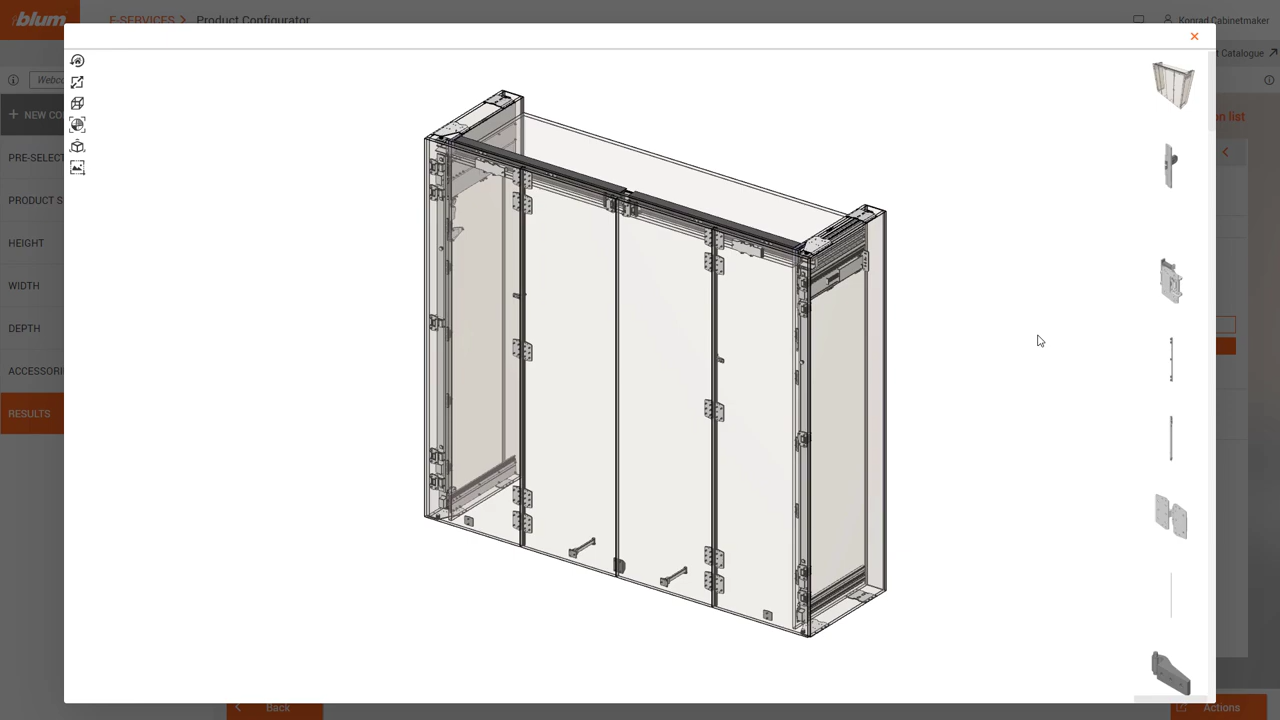 blum
E-SERVICES > Product Configurator
Konrad Cabinetmaker
Catalogue
NEW CO
PRE-SELECT
PRODUCT S
HEIGHT
WIDTH
DEPTH
ACCESSORI
RESULTS
on list
Back
Actions